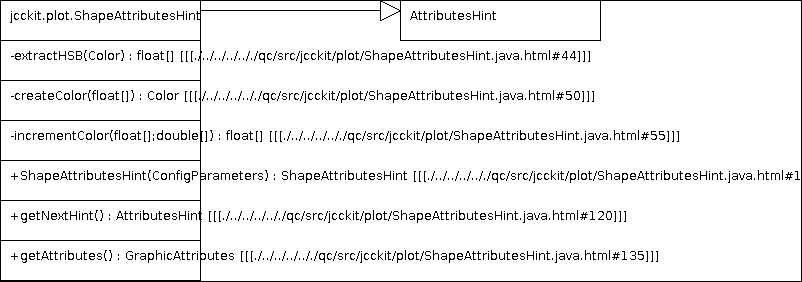 jcckit.plot.ShapeAttributesHint
AttributesHint
-extractHSB(Color) : float[] [[[./../../../../../qc/src/jcckit/plot/ShapeAttributesHint.java.html#44]]]
-createColor(float[]) : Color [[[./../../../../../qc/src/jcckit/plot/ShapeAttributesHint.java.html#50]]]
-incrementColor(float[];double[]) : float[] [[[./../../../../../qc/src/jcckit/plot/ShapeAttributesHint.java.html#55]]]
+ShapeAttributesHint(ConfigParameters) : ShapeAttributesHint [[[./../../../../../qc/src/jcckit/plot/ShapeAttributesHint.java.html#1
+getNextHint() : AttributesHint [[[./../../../../../qc/src/jcckit/plot/ShapeAttributesHint.java.html#120]]]
+getAttributes() : GraphicAttributes [[[./../../../../../qc/src/jcckit/plot/ShapeAttributesHint.java.html#135]]]